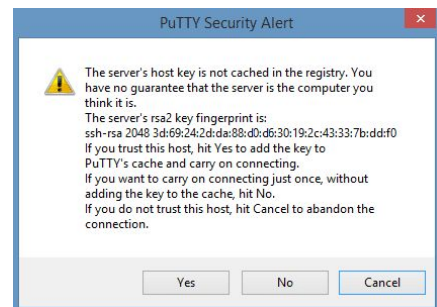 PuTTY Security Alert
The server's host key is not cached in the registry. You
have no guarantee that the server is the computer you
think it is.
The server's rsa2 key fingerprint is:
ssh-rsa 2048 3d:69:24:2d:da:88:d0:d6:30:19:2c:43:33:7b:dd:f0
If you trust this host, hit Yes to add the key to
PuTTY's cache and carry on connecting.
If you want to carry on connecting just once, without
adding the key to the cache, hit No.
If you do not trust this host, hit Cancel to abandon the
connection.
Yes No Cancel